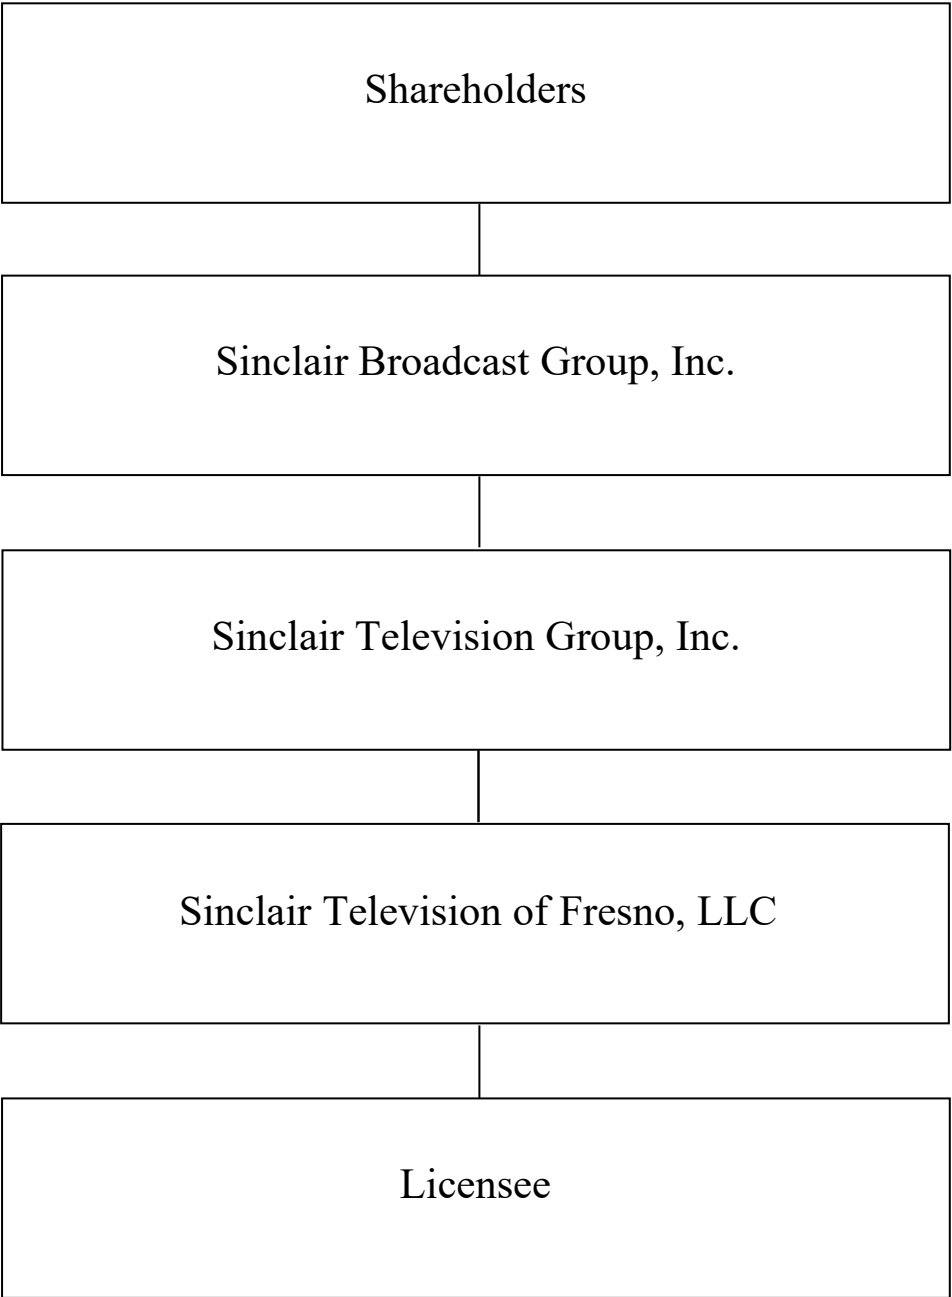 Shareholders
Sinclair Broadcast Group, Inc.
Sinclair Television Group, Inc.
Sinclair Television of Fresno, LLC
Licensee